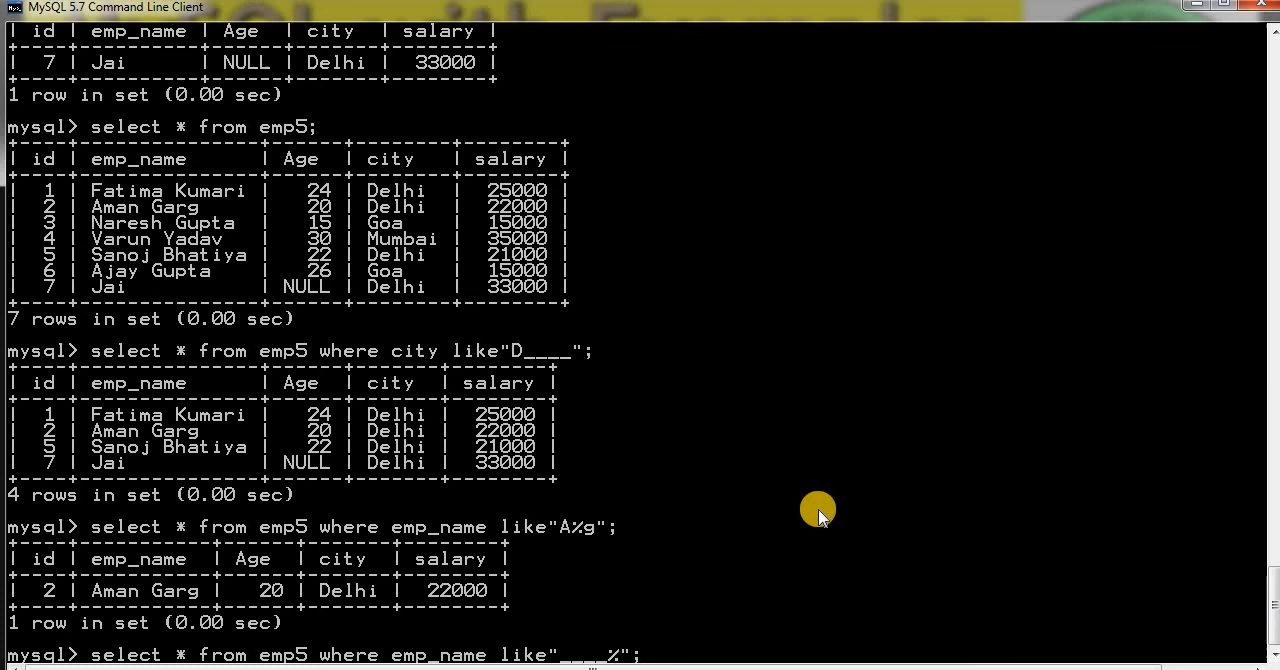 MySQL 5.7 Command Line Client
| id | emp_name | Age | city | salary |
+----+----------+------+-------+--------+
| 7 | Jai | NULL | Delhi | 33000 |
+----+----------+------+-------+--------+
1 row in set (0.00 sec)
mysql> select * from emp5;
+----+---------------+------+--------+--------+
| id | emp_name | Age | city | salary |
+----+---------------+------+--------+--------+
| 1 | Fatima Kumari | 24 | Delhi | 25000 |
| 2 | Aman Garg | 20 | Delhi | 22000 |
| 3 | Naresh Gupta | 15 | Goa | 15000 |
| 4 | Varun Yadav | 30 | Mumbai | 35000 |
| 5 | Sanoj Bhatiya | 22 | Delhi | 21000 |
| 6 | Ajay Gupta | 26 | Goa | 15000 |
| 7 | Jai | NULL | Delhi | 33000 |
+----+---------------+------+--------+--------+
7 rows in set (0.00 sec)
mysql> select * from emp5 where city like"D____";
+----+---------------+------+-------+--------+
| id | emp_name | Age | city | salary |
+----+---------------+------+-------+--------+
| 1 | Fatima Kumari | 24 | Delhi | 25000 |
| 2 | Aman Garg | 20 | Delhi | 22000 |
| 5 | Sanoj Bhatiya | 22 | Delhi | 21000 |
| 7 | Jai | NULL | Delhi | 33000 |
+----+---------------+------+-------+--------+
4 rows in set (0.00 sec)
mysql> select * from emp5 where emp_name like"A%g";
+----+-----------+------+-------+--------+
| id | emp_name | Age | city | salary |
+----+-----------+------+-------+--------+
| 2 | Aman Garg | 20 | Delhi | 22000 |
+----+-----------+------+-------+--------+
1 row in set (0.00 sec)
mysql> select * from emp5 where emp_name like"____%";